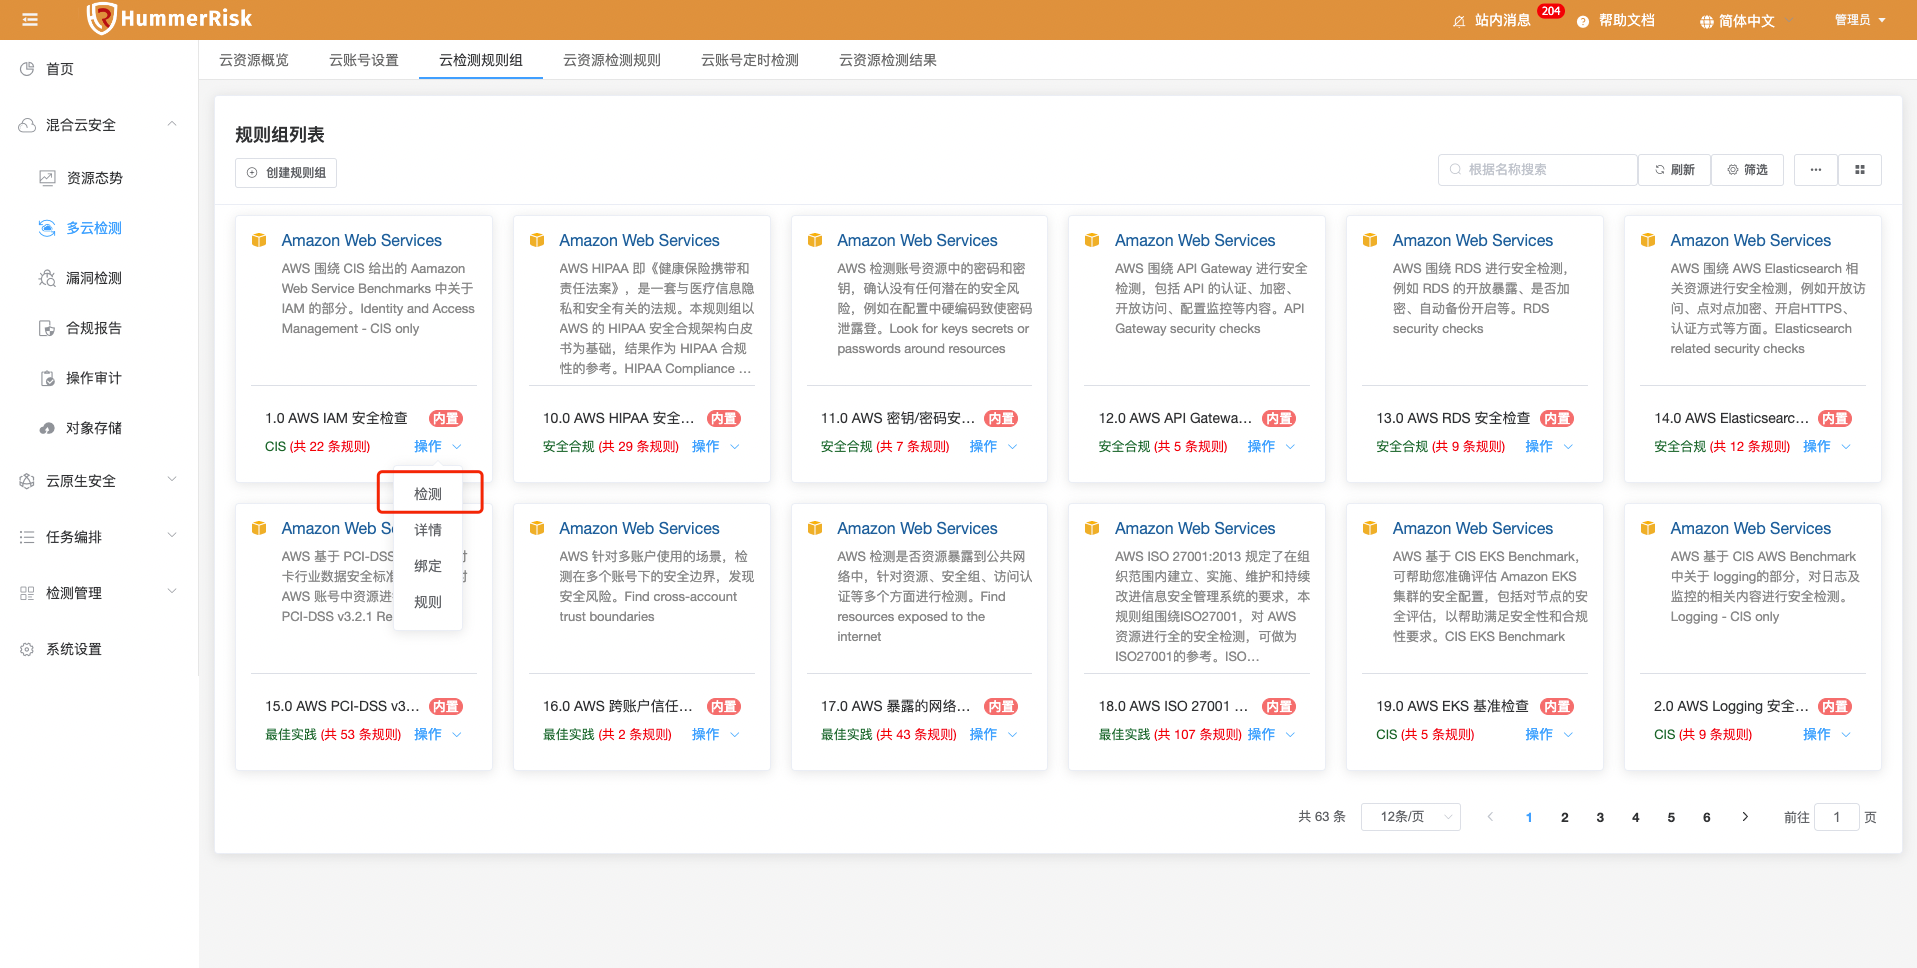 HummerRisk
站内消息
204
帮助文档
简体中文
管理员
首页
混合云安全
资源态势
多云检测
漏洞检测
合规报告
操作审计
对象存储
云原生安全
任务编排
检测管理
系统设置
云资源概览
云账号设置
云检测规则组
云资源检测规则
云账号定时检测
云资源检测结果
规则组列表
创建规则组
根据名称搜索
刷新
筛选
Amazon Web Services
AWS 围绕 CIS 给出的 Aamazon
Web Service Benchmarks 中关于
IAM 的部分。Identity and Access
Management - CIS only
1.0 AWS IAM 安全检查
内置
CIS (共 22 条规则)
操作
Amazon Web Services
AWS HIPAA 即《健康保险携带和
责任法案》，是一套与医疗信息隐
私和安全有关的法规。本规则组以
AWS 的 HIPAA 安全合规架构白皮
书为基础，结果作为 HIPAA 合规
性的参考。HIPAA Compliance ...
10.0 AWS HIPAA 安全...
内置
安全合规 (共 29 条规则)
操作
Amazon Web Services
AWS 检测账号资源中的密码和密
钥，确认没有任何潜在的安全风
险，例如在配置中硬编码致使密码
泄露登。Look for keys secrets or
passwords around resources
11.0 AWS 密钥/密码安...
内置
安全合规 (共 7 条规则)
操作
Amazon Web Services
AWS 围绕 API Gateway 进行安全
检测，包括 API 的认证、加密、
开放访问、配置监控等内容。API
Gateway security checks
12.0 AWS API Gatewa...
内置
安全合规 (共 5 条规则)
操作
Amazon Web Services
AWS 围绕 RDS 进行安全检测，
例如 RDS 的开放暴露、是否加
密、自动备份开启等。RDS
security checks
13.0 AWS RDS 安全检查
内置
安全合规 (共 9 条规则)
操作
Amazon Web Services
AWS 围绕 AWS Elasticsearch 相
关资源进行安全检测，例如开放访
问、点对点加密、开启HTTPS、
认证方式等方面。Elasticsearch
related security checks
14.0 AWS Elasticsearc...
内置
安全合规 (共 12 条规则)
操作
检测
详情
绑定
规则
Amazon Web S
AWS 基于 PCI-DSS
卡行业数据安全标准
AWS 账号中资源进
PCI-DSS v3.2.1 Re
15.0 AWS PCI-DSS v3...
内置
最佳实践 (共 53 条规则)
操作
Amazon Web Services
AWS 针对多账户使用的场景，检
测在多个账号下的安全边界，发现
安全风险。Find cross-account
trust boundaries
16.0 AWS 跨账户信任...
内置
最佳实践 (共 2 条规则)
操作
Amazon Web Services
AWS 检测是否资源暴露到公共网
络中，针对资源、安全组、访问认
证等多个方面进行检测。Find
resources exposed to the
internet
17.0 AWS 暴露的网络...
内置
最佳实践 (共 43 条规则)
操作
Amazon Web Services
AWS ISO 27001:2013 规定了在组
织范围内建立、实施、维护和持续
改进信息安全管理系统的要求，本
规则组围绕ISO27001，对 AWS
资源进行全的安全检测，可做为
ISO27001的参考。ISO...
18.0 AWS ISO 27001 ...
内置
最佳实践 (共 107 条规则)
操作
Amazon Web Services
AWS 基于 CIS EKS Benchmark，
可帮助您准确评估 Amazon EKS
集群的安全配置，包括对节点的安
全评估，以帮助满足安全性和合规
性要求。CIS EKS Benchmark
19.0 AWS EKS 基准检查
内置
CIS (共 5 条规则)
操作
Amazon Web Services
AWS 基于 CIS AWS Benchmark
中关于 logging的部分，对日志及
监控的相关内容进行安全检测。
Logging - CIS only
2.0 AWS Logging 安全...
内置
CIS (共 9 条规则)
操作
共 63 条
12条/页
1 2 3 4 5 6
前往 1 页